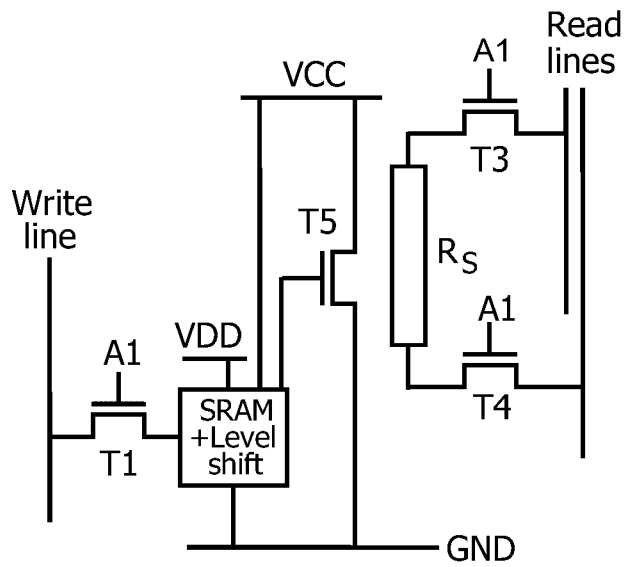 Read
lines
A1
VCC
T3
Write
line
T5
RS
A1
VDD
A1
T4
SRAM
+Level
shift
T1
GND